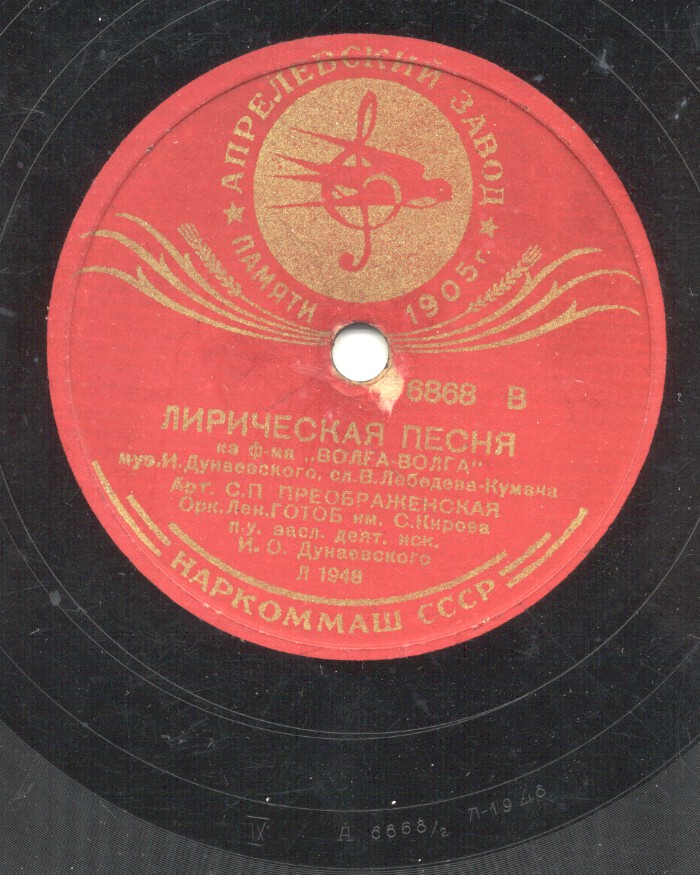 ★ АПРЕЛЕВСКИЙ ЗАВОД ★
ПАМЯТИ 1905 г.
6868 В
ЛИРИЧЕСКАЯ ПЕСНЯ
из ф-ма „ВОЛГА-ВОЛГА"
муз. И. Дунаевского, сл. В. Лебедева-Кумача
Арт. С. П. ПРЕОБРАЖЕНСКАЯ
Орк. Лен. ГОТОБ им. С. Кирова
п. у. засл. деят. иск.
И. О. Дунаевского
Л 1948
НАРКОММАШ СССР
IX А 6868/2 Л-1948